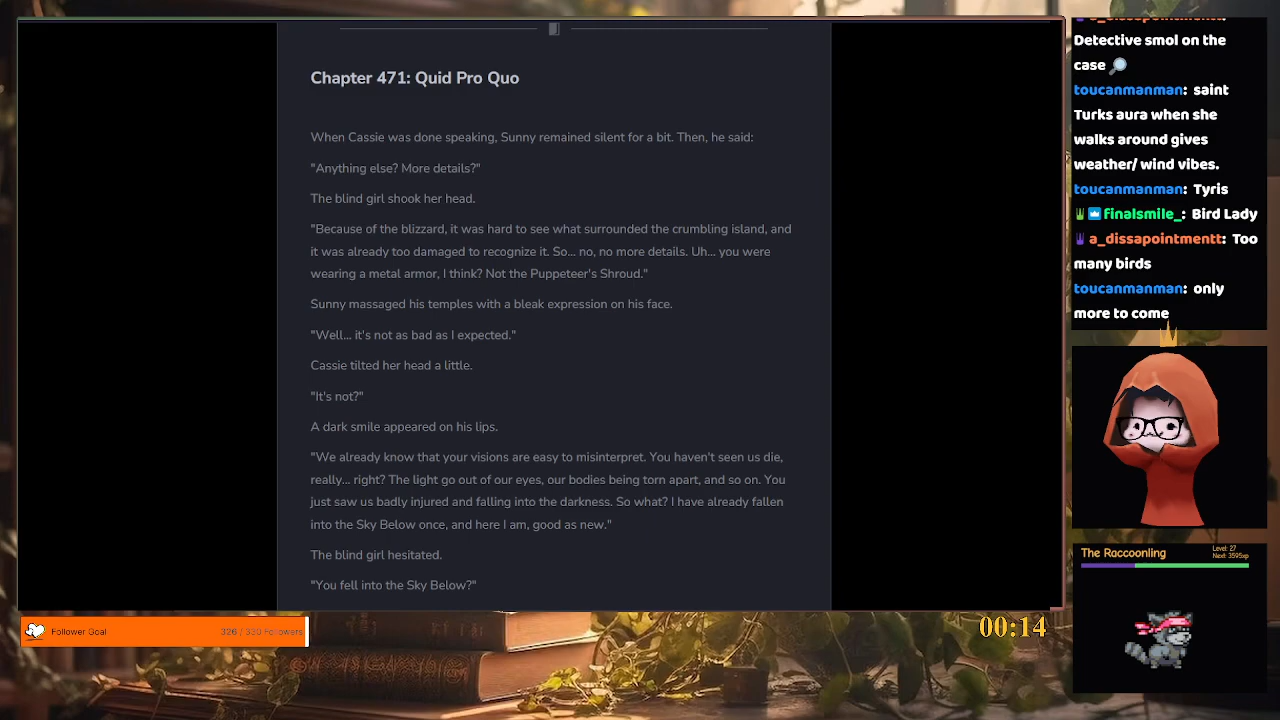 Chapter 471: Quid Pro Quo
When Cassie was done speaking, Sunny remained silent for a bit. Then, he said:
"Anything else? More details?"
The blind girl shook her head.
"Because of the blizzard, it was hard to see what surrounded the crumbling island, and
it was already too damaged to recognize it. So... no, no more details. Uh... you were
wearing a metal armor, I think? Not the Puppeteer's Shroud."
Sunny massaged his temples with a bleak expression on his face.
"Well... it's not as bad as I expected."
Cassie tilted her head a little.
"It's not?"
A dark smile appeared on his lips.
"We already know that your visions are easy to misinterpret. You haven't seen us die,
really... right? The light go out of our eyes, our bodies being torn apart, and so on. You
just saw us badly injured and falling into the darkness. So what? I have already fallen
into the Sky Below once, and here I am, good as new."
The blind girl hesitated.
"You fell into the Sky Below?"
Detective smol on the
case 🔎
toucanmanman: saint
Turks aura when she
walks around gives
weather/ wind vibes.
toucanmanman: Tyris
finalsmile_: Bird Lady
a_dissapointmentt: Too
many birds
toucanmanman: only
more to come
The Raccoonling
Level: 27
Next: 3595xp
Follower Goal
326 / 330 Followers
00:14